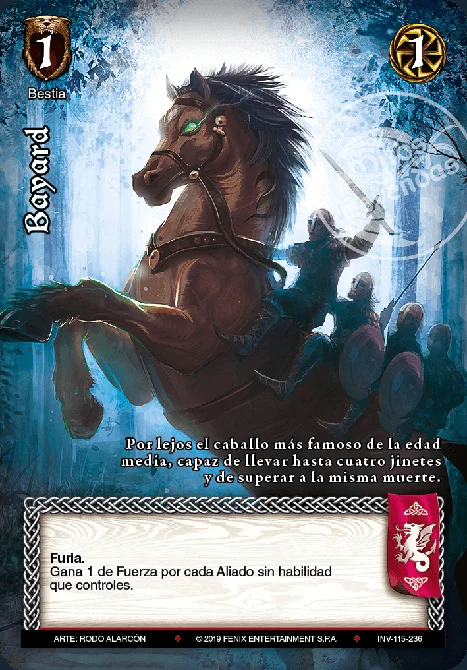 1
1
Bestia
Bayard
Por lejos el caballo más famoso de la edad
media, capaz de llevar hasta cuatro jinetes
y de superar a la misma muerte.
Furia.
Gana 1 de Fuerza por cada Aliado sin habilidad
que controles.
ARTE: RODO ALARCÓN © 2019 FENIX ENTERTAINMENT S.P.A. INV-115-236